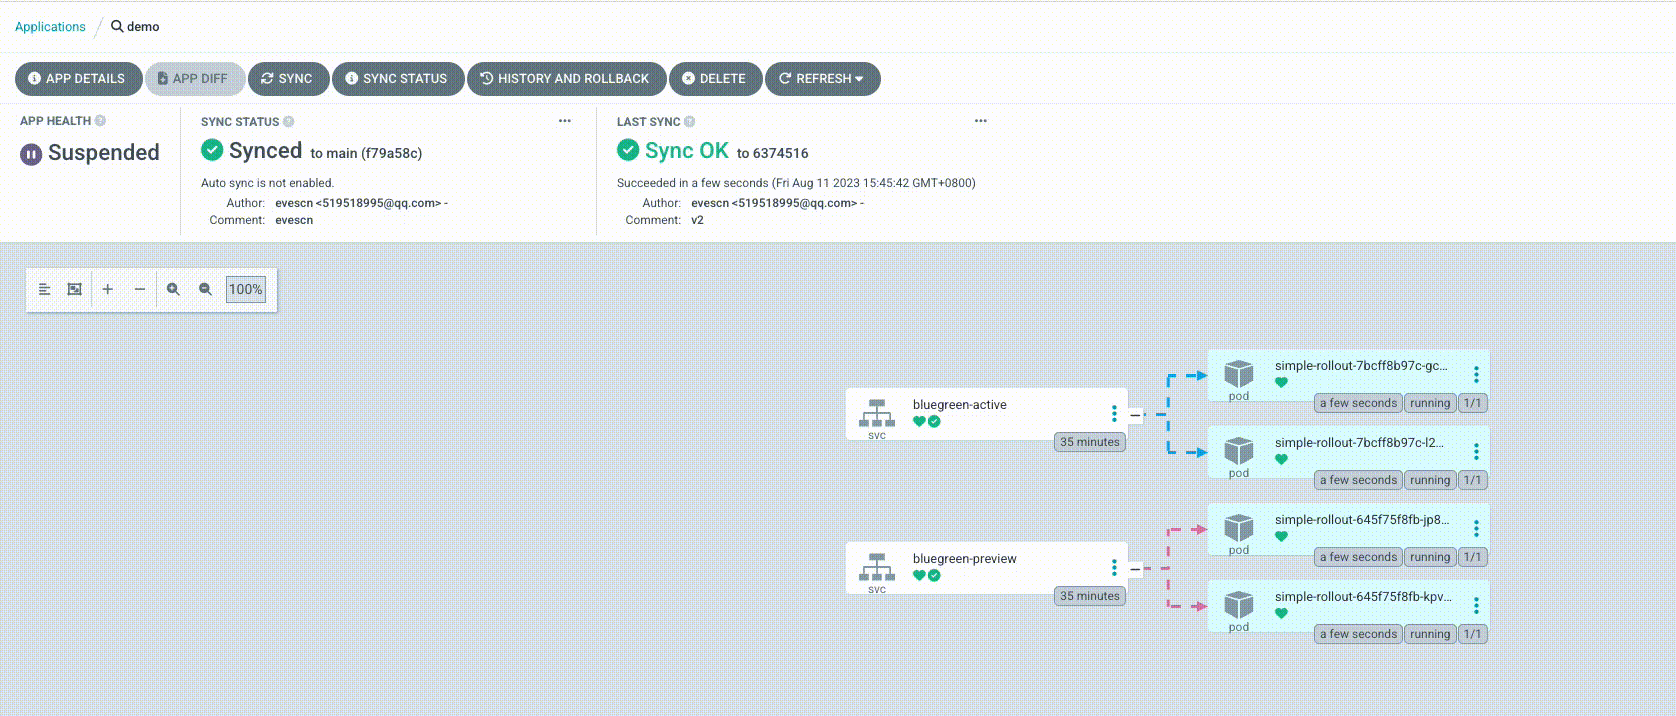 Applications / demo
APP DETAILS APP DIFF SYNC SYNC STATUS HISTORY AND ROLLBACK DELETE REFRESH
APP HEALTH
Suspended
SYNC STATUS
Synced to main (f79a58c)
Auto sync is not enabled.
Author: evescn <519518995@qq.com> -
Comment: evescn
LAST SYNC
Sync OK to 6374516
Succeeded in a few seconds (Fri Aug 11 2023 15:45:42 GMT+0800)
Author: evescn <519518995@qq.com> -
Comment: v2
100%
bluegreen-active
svc
35 minutes
simple-rollout-7bcff8b97c-gc...
pod
a few seconds running 1/1
simple-rollout-7bcff8b97c-l2...
pod
a few seconds running 1/1
bluegreen-preview
svc
35 minutes
simple-rollout-645f75f8fb-jp8...
pod
a few seconds running 1/1
simple-rollout-645f75f8fb-kpv...
pod
a few seconds running 1/1